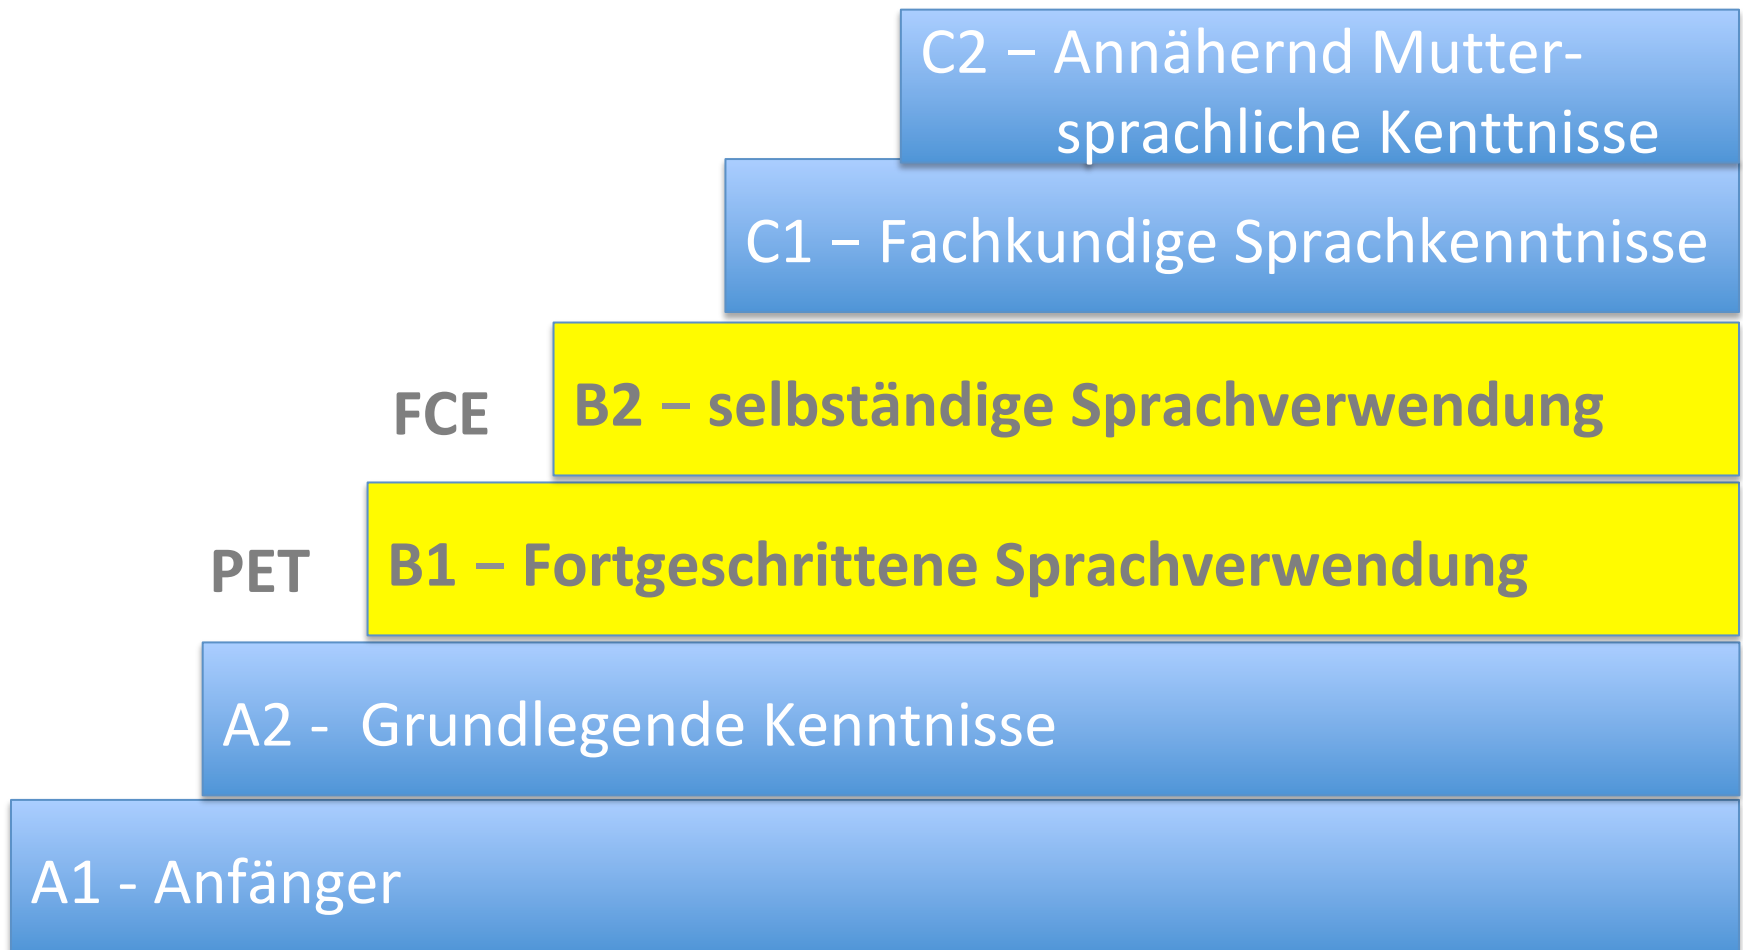 C2 – Annähernd Mutter-
sprachliche Kenttnisse
C1 – Fachkundige Sprachkenntnisse
FCE
B2 – selbständige Sprachverwendung
PET
B1 – Fortgeschrittene Sprachverwendung
A2 - Grundlegende Kenntnisse
A1 - Anfänger